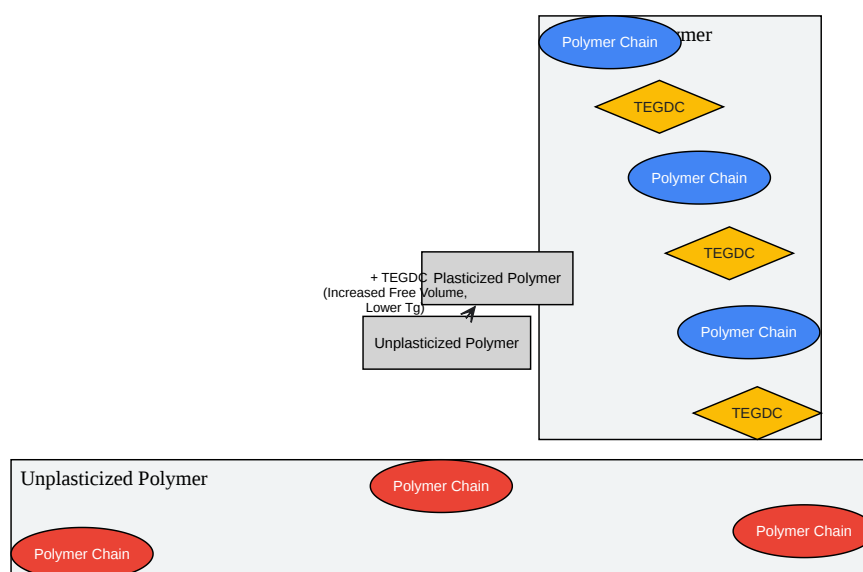 Polymer Chain
TEGDC
Polymer Chain
TEGDC
+ TEGDC
(Increased Free Volume,
Lower Tg)
Plasticized Polymer
Polymer Chain
Unplasticized Polymer
TEGDC
Unplasticized Polymer
Polymer Chain
Polymer Chain
Polymer Chain